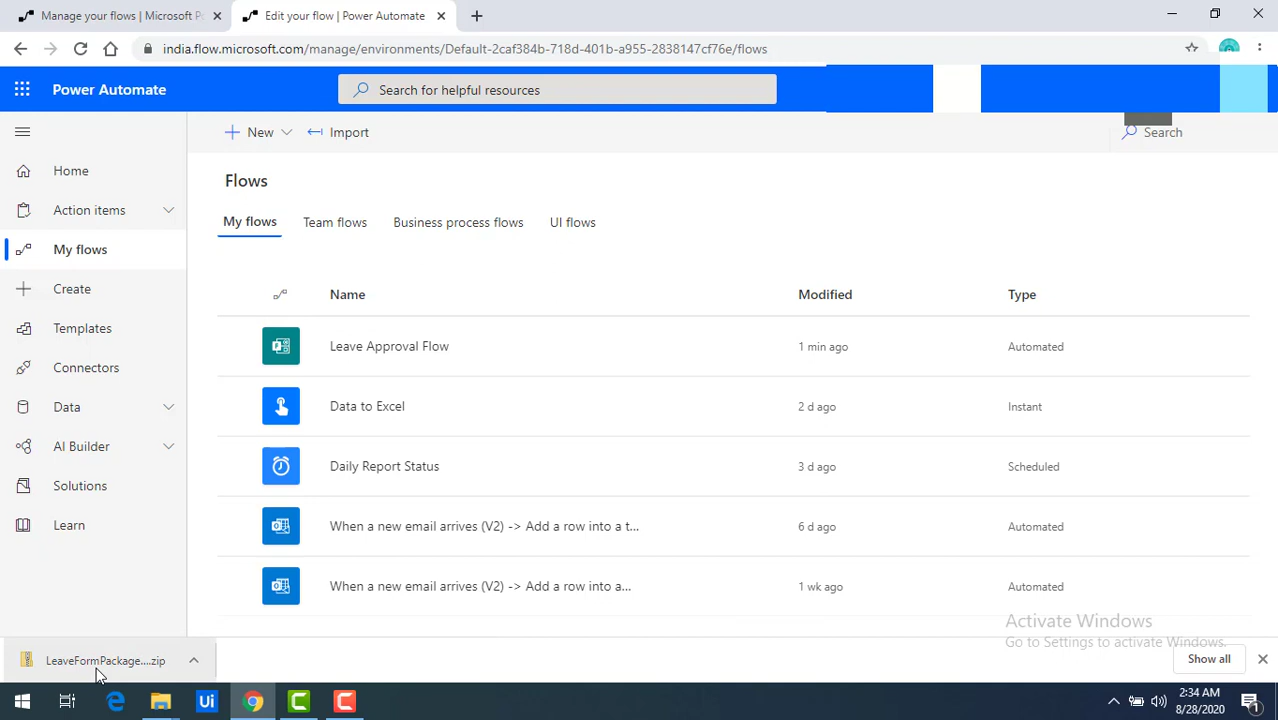 Manage your flows | Microsoft Po
Edit your flow | Power Automate
india.flow.microsoft.com/manage/environments/Default-2caf384b-718d-401b-a955-2838147cf76e/flows
Power Automate
Search for helpful resources
New
Import
Search
Home
Action items
My flows
Create
Templates
Connectors
Data
AI Builder
Solutions
Learn
Flows
My flows Team flows Business process flows UI flows
Name Modified Type
Leave Approval Flow 1 min ago Automated
Data to Excel 2 d ago Instant
Daily Report Status 3 d ago Scheduled
When a new email arrives (V2) -> Add a row into a t... 6 d ago Automated
When a new email arrives (V2) -> Add a row into a... 1 wk ago Automated
Activate Windows
Go to Settings to activate Windows.
LeaveFormPackage....zip
Show all
Ui
2:34 AM
8/28/2020
1